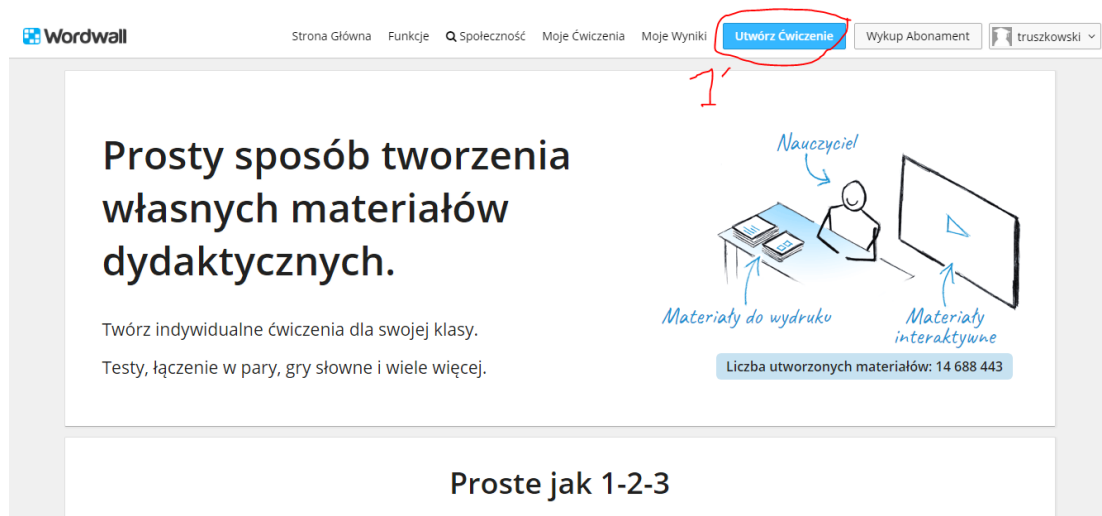 Wordwall
Strona Główna Funkcje Społeczność Moje Ćwiczenia Moje Wyniki Utwórz Ćwiczenie Wykup Abonament truszkowski
1
Prosty sposób tworzenia
własnych materiałów
dydaktycznych.
Twórz indywidualne ćwiczenia dla swojej klasy.
Testy, łączenie w pary, gry słowne i wiele więcej.
Nauczyciel
Materiały do wydruku
Materiały
interaktywne
Liczba utworzonych materiałów: 14 688 443
Proste jak 1-2-3